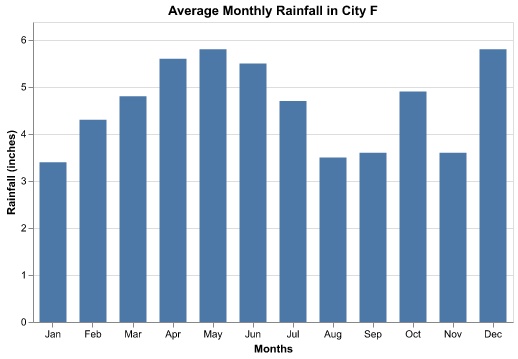 Average Monthly Rainfall in City F
6
5
4
3
2
1
0
Rainfall (inches)
Jan Feb Mar Apr May Jun Jul Aug Sep Oct Nov Dec
Months